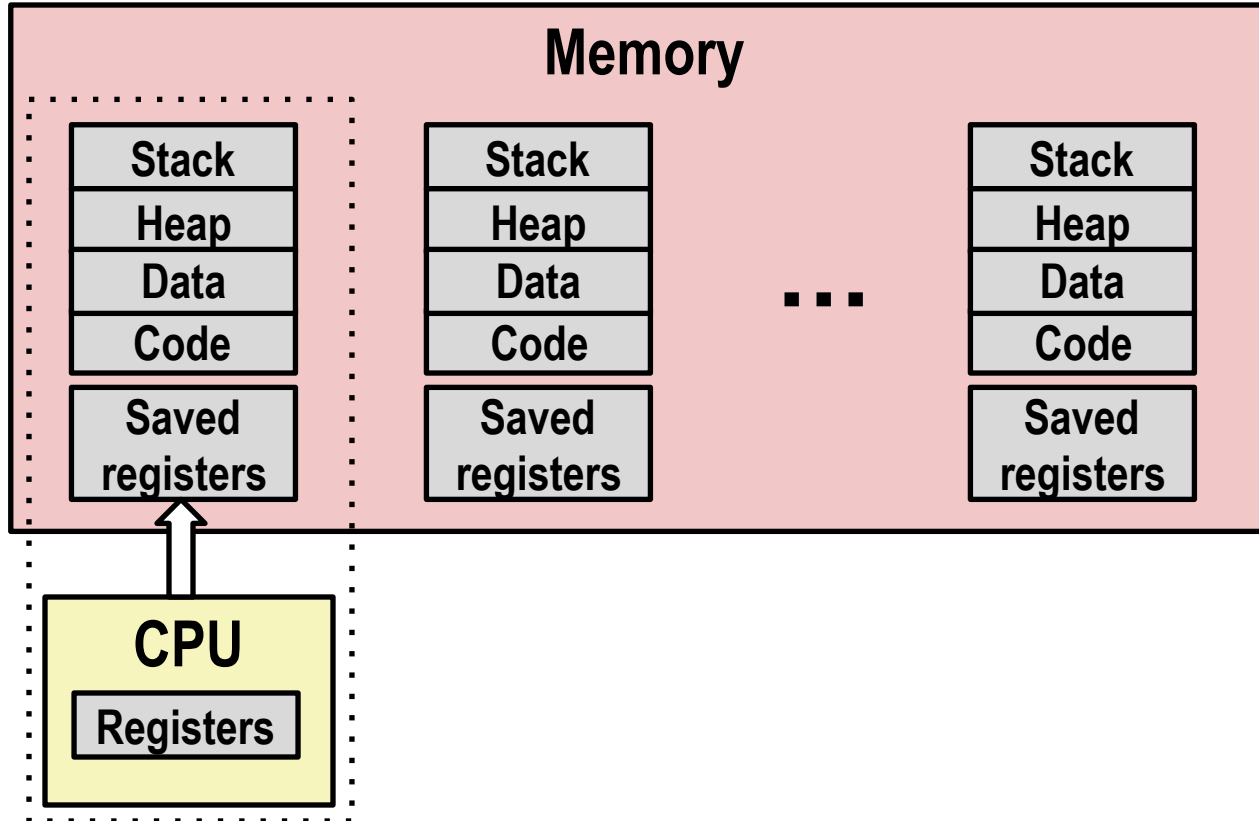 Memory
Stack
Heap
Data
Code
Saved
registers
Stack
Heap
Data
Code
Saved
registers
...
Stack
Heap
Data
Code
Saved
registers
CPU
Registers